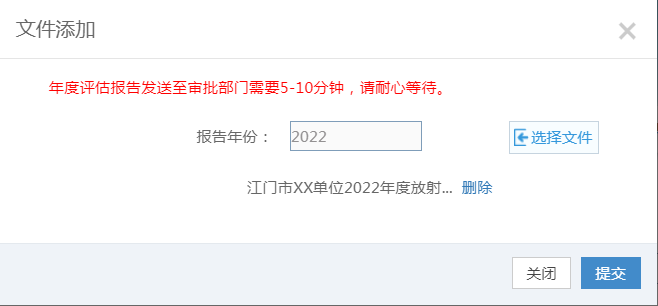 文件添加
年度评估报告发送至审批部门需要5-10分钟，请耐心等待。
报告年份： 2022 选择文件
江门市XX单位2022年度放射... 删除
关闭 提交